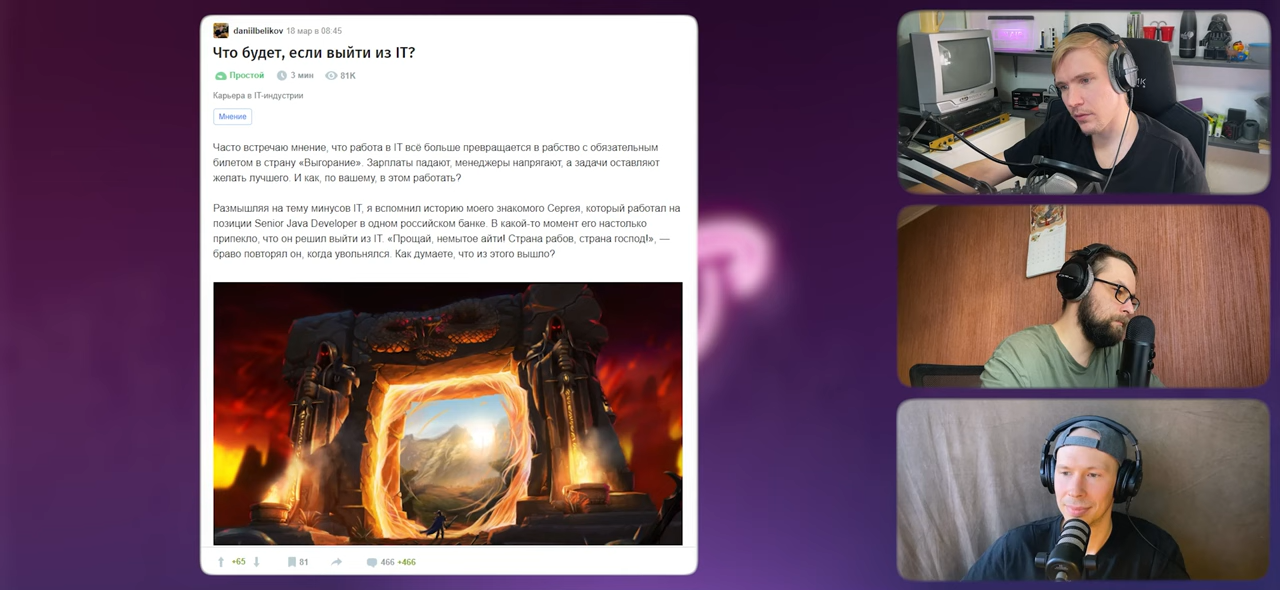 daniilbelikov 18 мар в 08:45
Что будет, если выйти из IT?
Простой 3 мин 81K
Карьера в IT-индустрии
Мнение
Часто встречаю мнение, что работа в IT всё больше превращается в рабство с обязательным
билетом в страну «Выгорание». Зарплаты падают, менеджеры напрягают, а задачи оставляют
желать лучшего. И как, по вашему, в этом работать?
Размышляя на тему минусов IT, я вспомнил историю моего знакомого Сергея, который работал на
позиции Senior Java Developer в одном российском банке. В какой-то момент его настолько
припекло, что он решил выйти из IT. «Прощай, немытое айти! Страна рабов, страна господ!», —
браво повторял он, когда увольнялся. Как думаете, что из этого вышло?
+65 81 466 +466